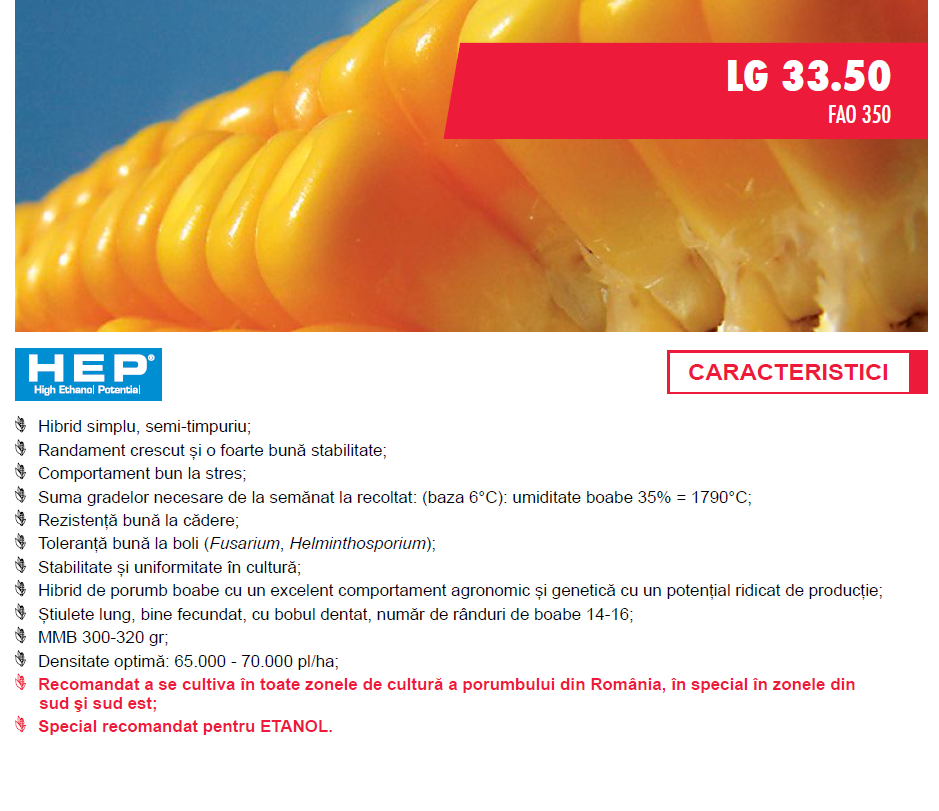 LG 33.50
FAO 350
HEP®
High Ethanol Potential
CARACTERISTICI
Hibrid simplu, semi-timpuriu;
Randament crescut și o foarte bună stabilitate;
Comportament bun la stres;
Suma gradelor necesare de la semănat la recoltat: (baza 6°C): umiditate boabe 35% = 1790°C;
Rezistență bună la cădere;
Toleranță bună la boli (Fusarium, Helminthosporium);
Stabilitate și uniformitate în cultură;
Hibrid de porumb boabe cu un excelent comportament agronomic și genetică cu un potențial ridicat de producție;
Știulete lung, bine fecundat, cu bobul dentat, număr de rânduri de boabe 14-16;
MMB 300-320 gr;
Densitate optimă: 65.000 - 70.000 pl/ha;
Recomandat a se cultiva în toate zonele de cultură a porumbului din România, în special în zonele din
sud şi sud est;
Special recomandat pentru ETANOL.